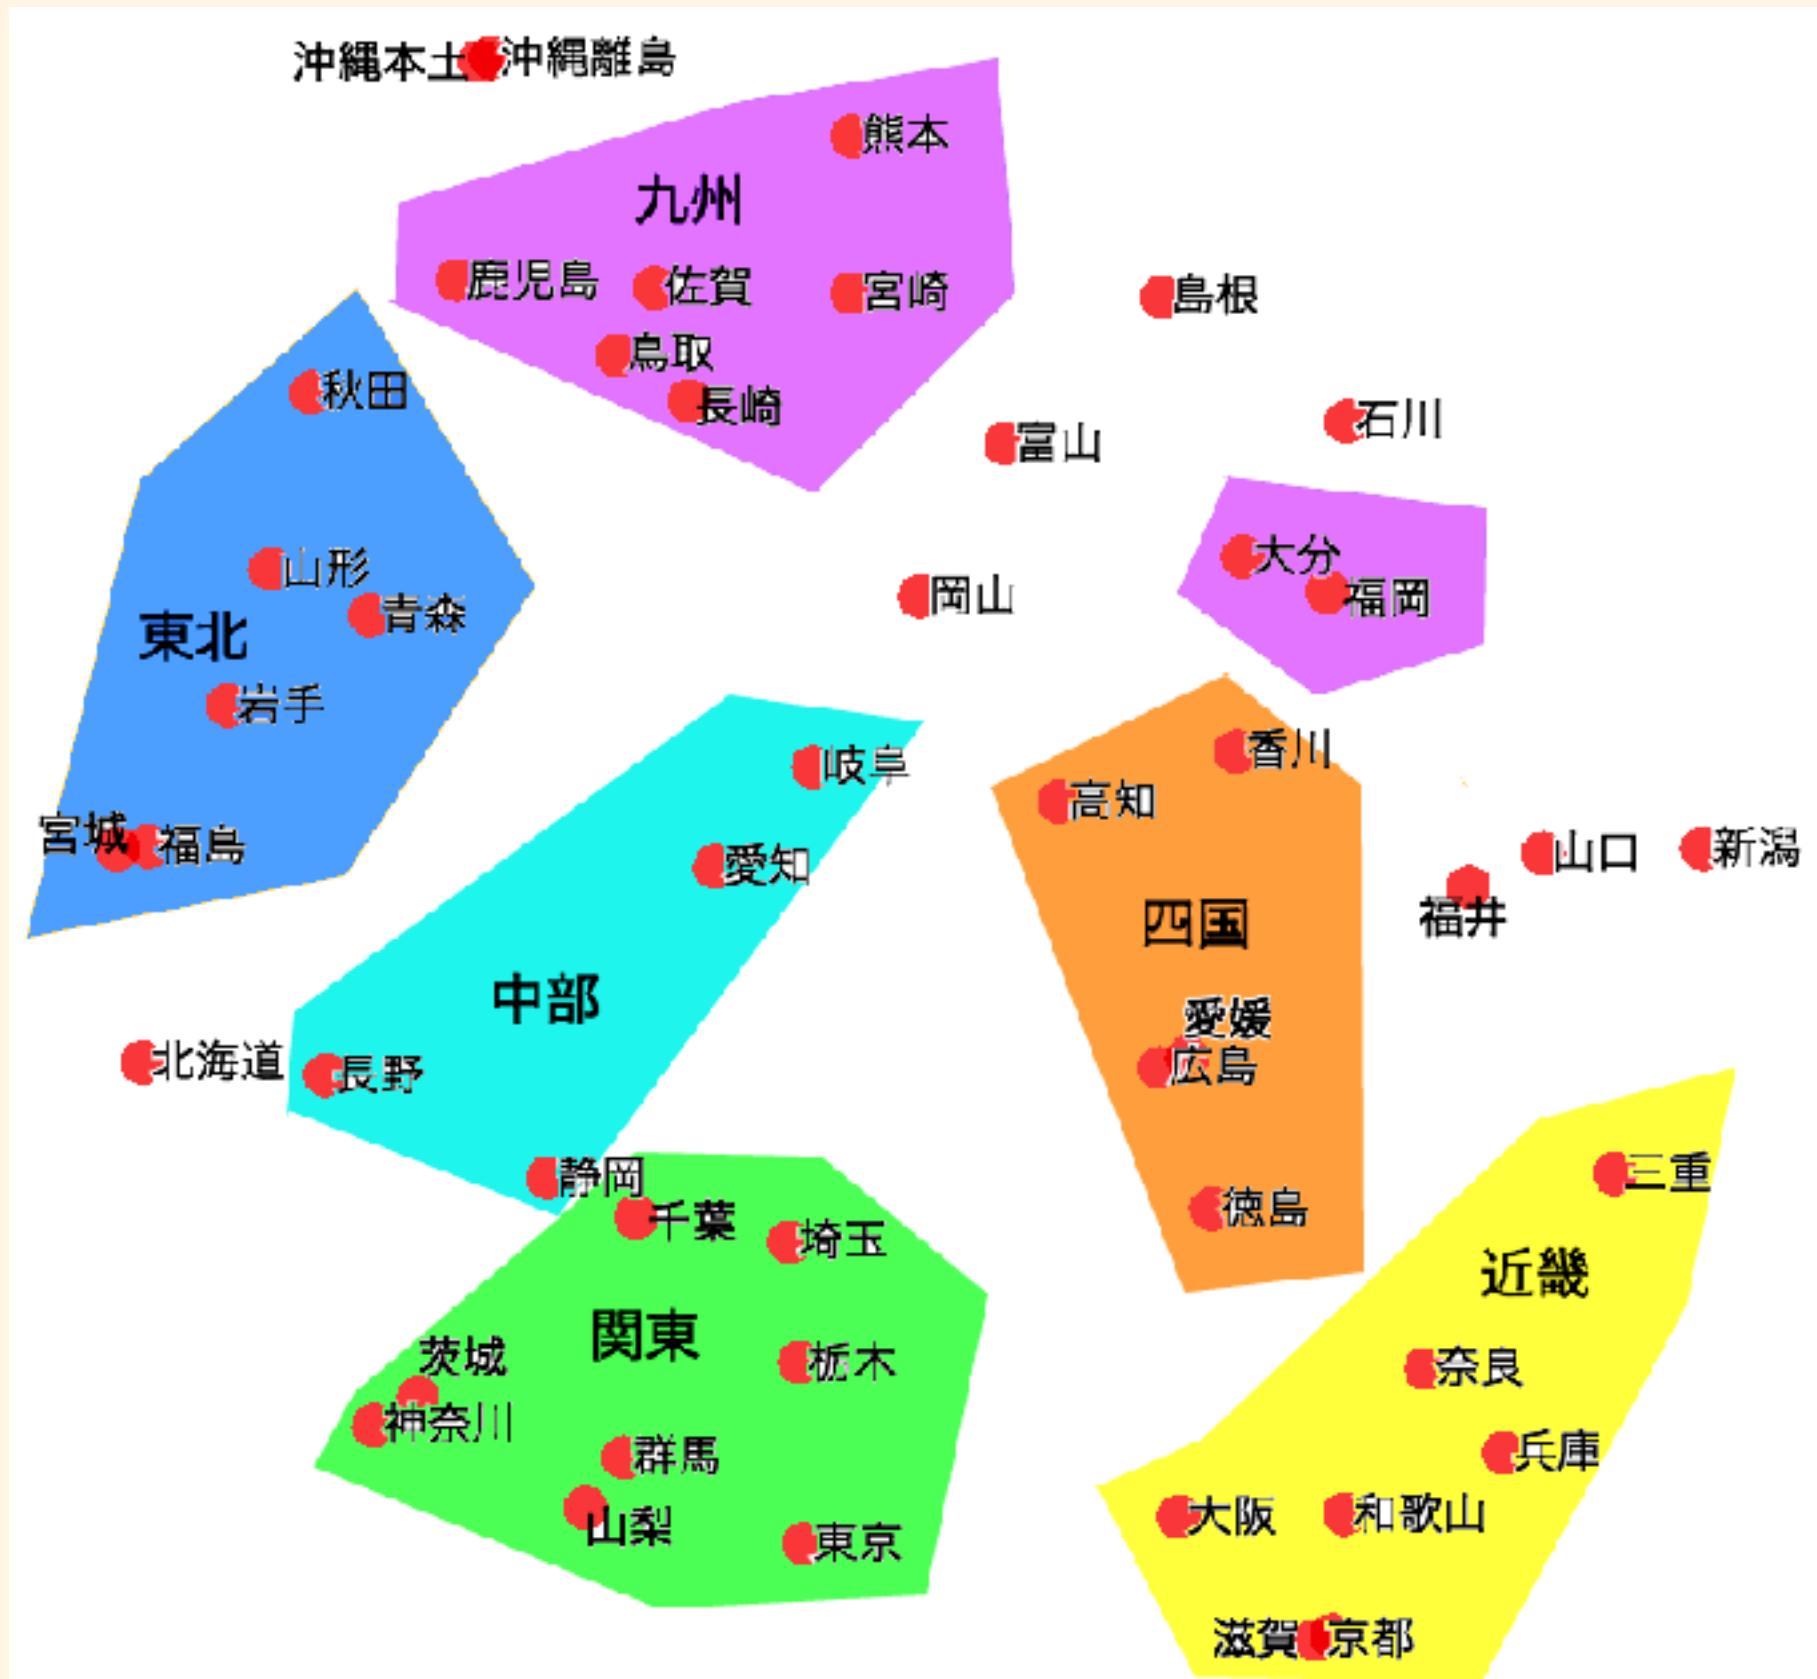 沖縄本土
沖縄離島
熊本
九州
鹿児島
佐賀
宮崎
島根
鳥取
秋田
長崎
石川
富山
大分
山形
岡山
福岡
青森
東北
岩手
香川
岐阜
高知
宮城
福島
愛知
山口
新潟
福井
四国
中部
愛媛
北海道
長野
広島
静岡
三重
千葉
徳島
埼玉
近畿
関東
茨城
栃木
奈良
神奈川
群馬
兵庫
山梨
大阪
和歌山
東京
滋賀
京都